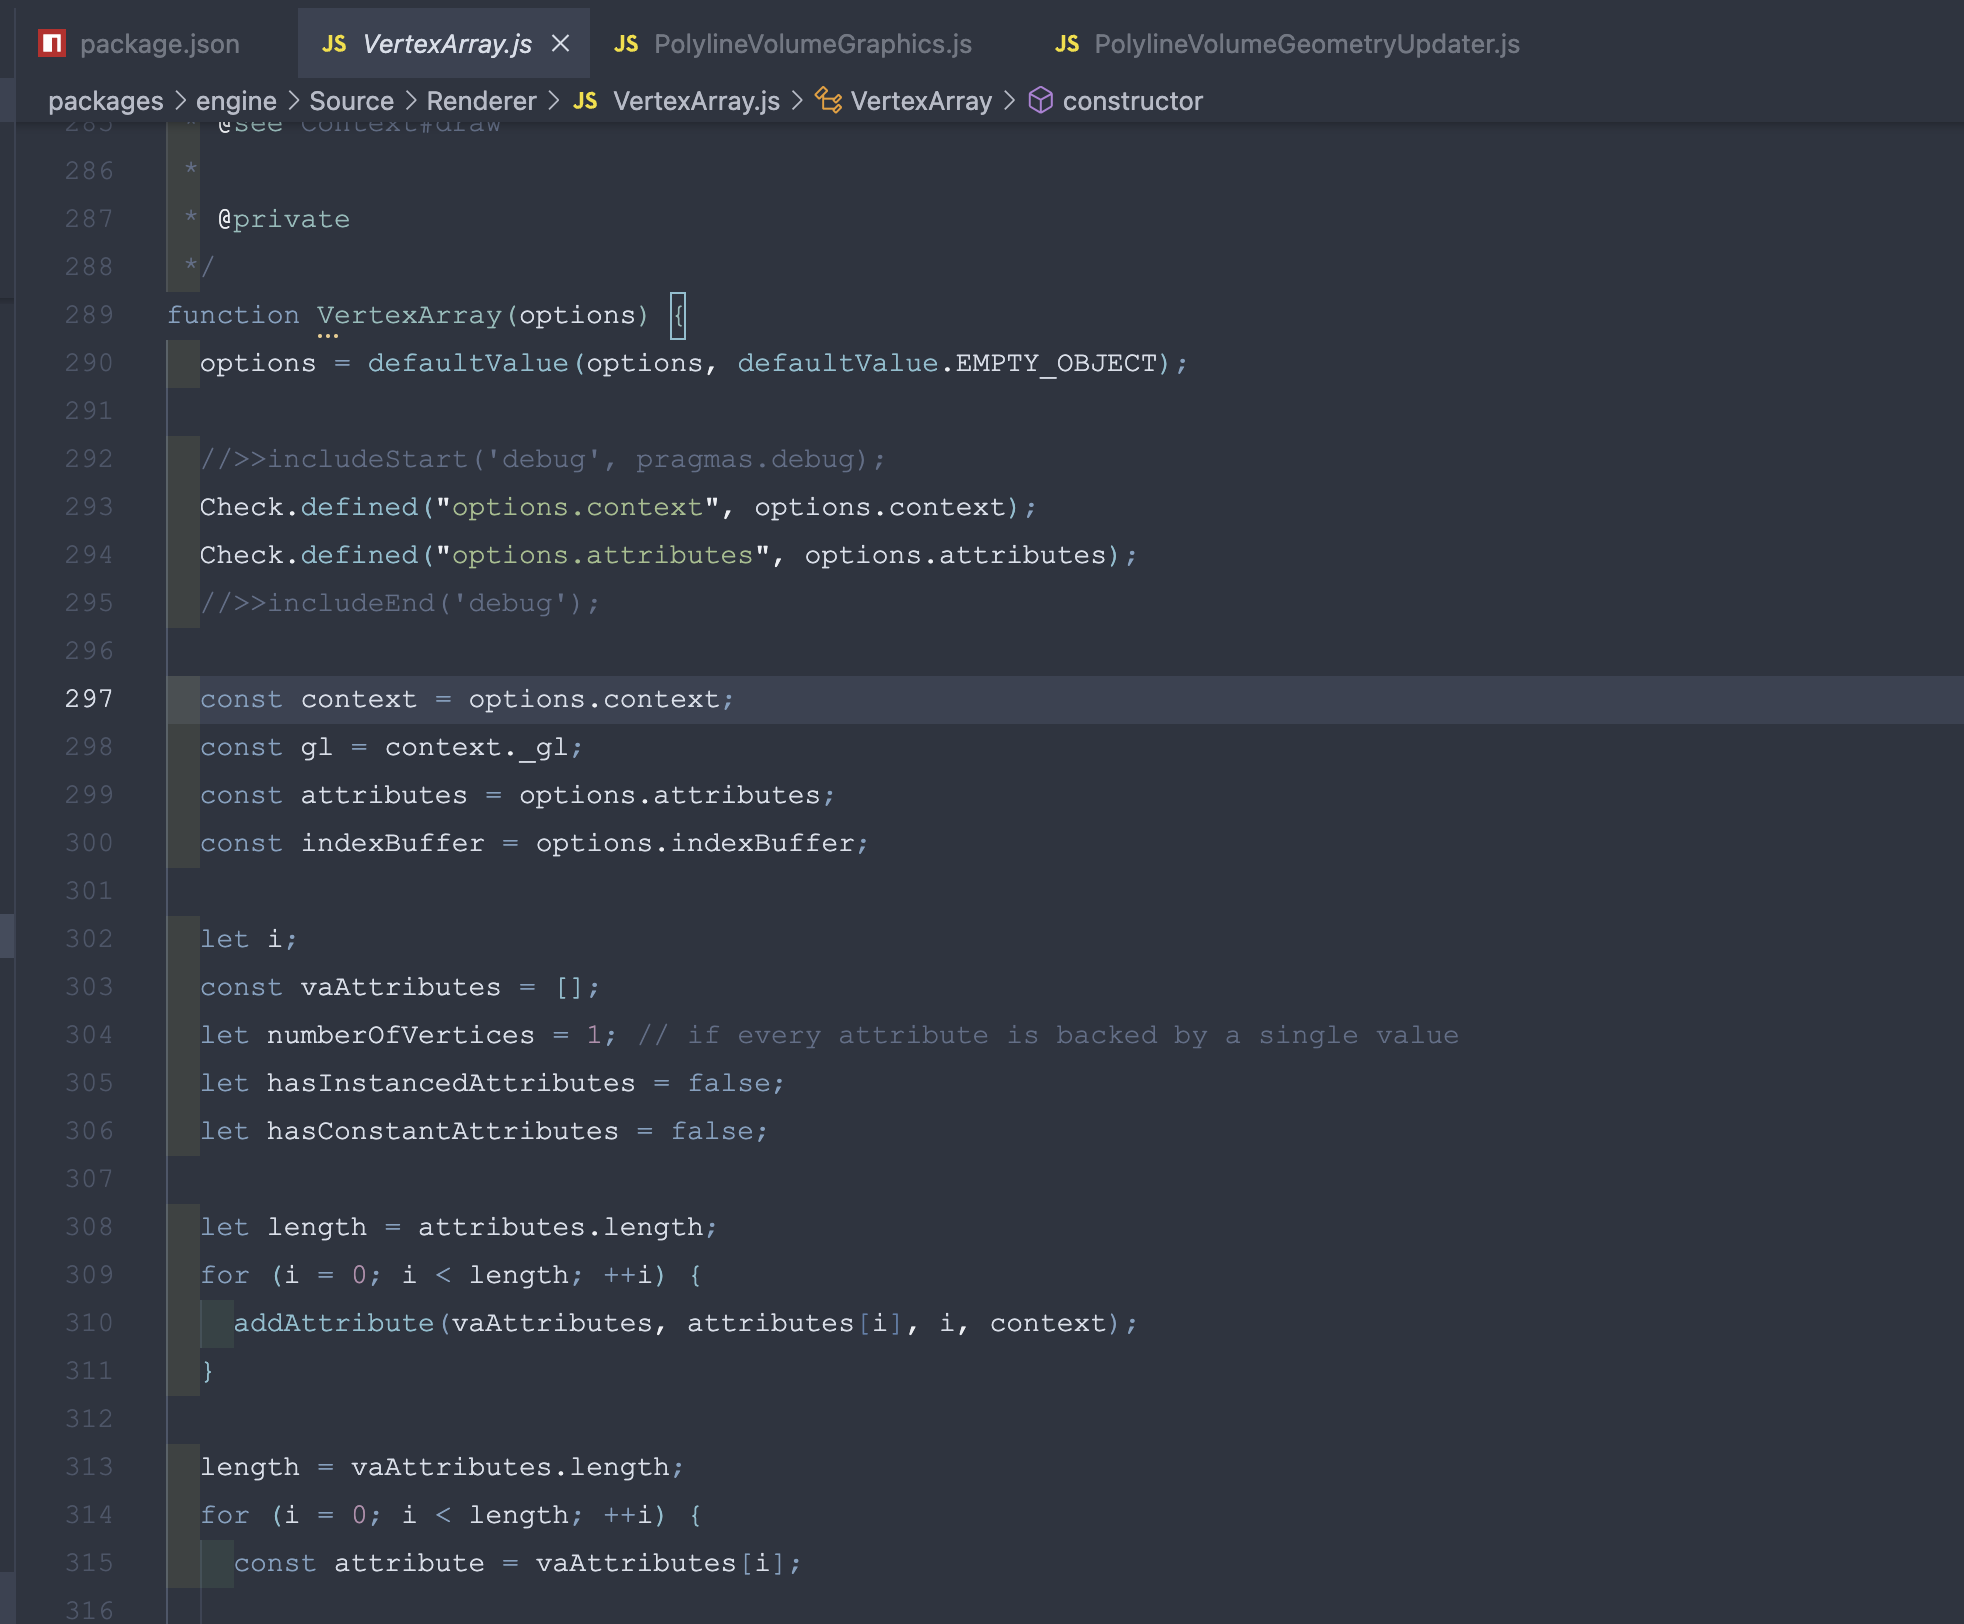 package.json JS VertexArray.js JS PolylineVolumeGraphics.js JS PolylineVolumeGeometryUpdater.js
packages > engine > Source > Renderer > JS VertexArray.js > VertexArray > constructor
285  * @see Context#draw
286  *
287  * @private
288  */
289 function VertexArray(options) {
290   options = defaultValue(options, defaultValue.EMPTY_OBJECT);
291
292   //>>includeStart('debug', pragmas.debug);
293   Check.defined("options.context", options.context);
294   Check.defined("options.attributes", options.attributes);
295   //>>includeEnd('debug');
296
297   const context = options.context;
298   const gl = context._gl;
299   const attributes = options.attributes;
300   const indexBuffer = options.indexBuffer;
301
302   let i;
303   const vaAttributes = [];
304   let numberOfVertices = 1; // if every attribute is backed by a single value
305   let hasInstancedAttributes = false;
306   let hasConstantAttributes = false;
307
308   let length = attributes.length;
309   for (i = 0; i < length; ++i) {
310     addAttribute(vaAttributes, attributes[i], i, context);
311   }
312
313   length = vaAttributes.length;
314   for (i = 0; i < length; ++i) {
315     const attribute = vaAttributes[i];
316